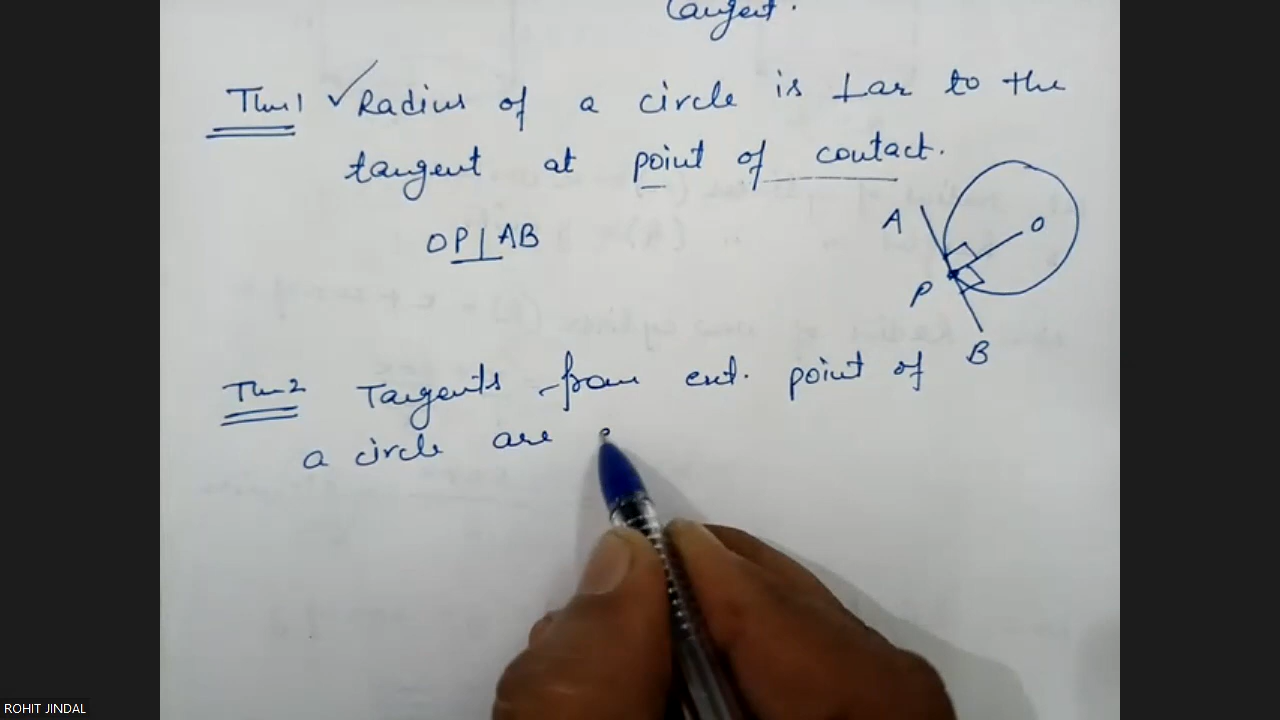 tangent.
Thm1 ✓ Radius of a circle is ⊥ar to the
tangent at point of contact.
OP ⊥ AB
A
O
P
B
Thm2 Tangents from ext. point of
a circle are
ROHIT JINDAL